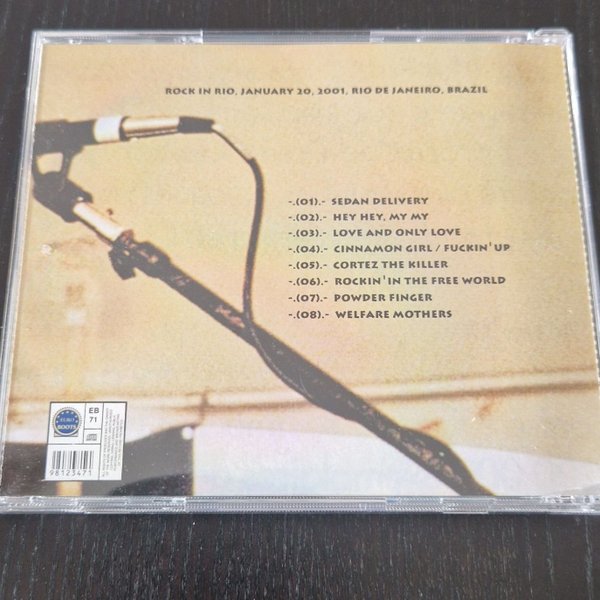 ROCK IN RIO, JANUARY 20, 2001, RIO DE JANEIRO, BRAZIL
-.(01).- SEDAN DELIVERY
-.(02).- HEY HEY, MY MY
-.(03).- LOVE AND ONLY LOVE
-.(04).- CINNAMON GIRL / FUCKIN'UP
-.(05).- CORTEZ THE KILLER
-.(06).- ROCKIN'IN THE FREE WORLD
-.(07).- POWDER FINGER
-.(08).- WELFARE MOTHERS
EURO
BOOTS
EB
71
98123471